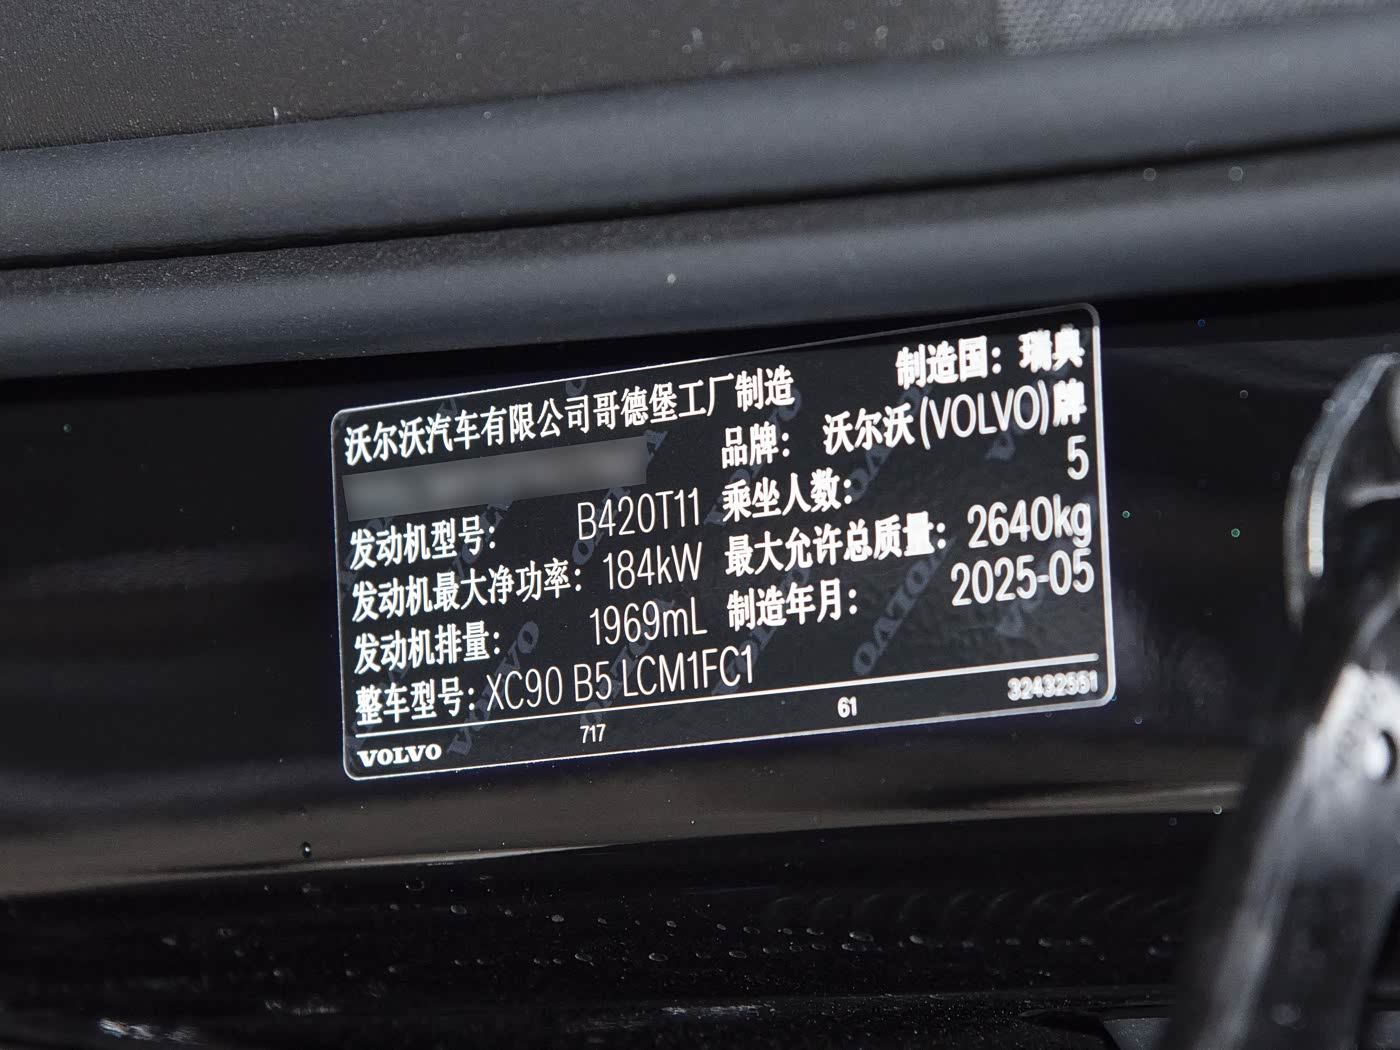 沃尔沃汽车有限公司哥德堡工厂制造
制造国：瑞典
品牌：沃尔沃(VOLVO)牌
发动机型号：B420T11
乘坐人数：5
发动机最大净功率：184kW
最大允许总质量：2640kg
发动机排量：1969mL
制造年月：2025-05
整车型号：XC90 B5 LCM1FC1
VOLVO 717 61